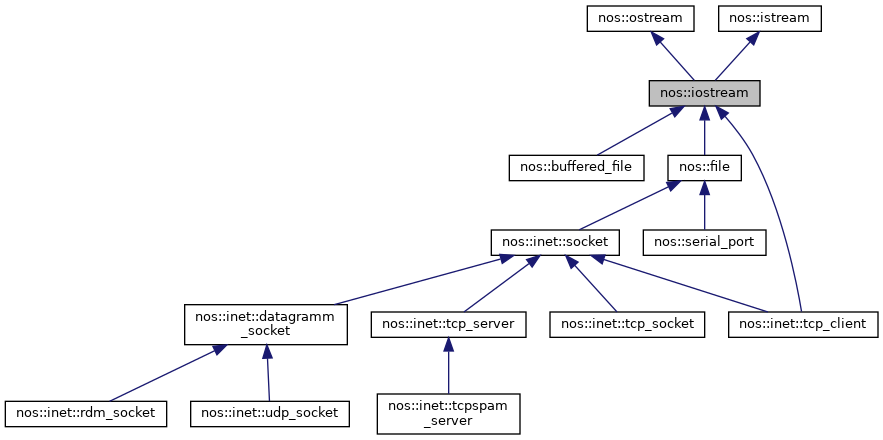 nos::ostream
nos::istream
nos::iostream
nos::buffered_file
nos::file
nos::inet::socket
nos::serial_port
nos::inet::datagramm
_socket
nos::inet::tcp_server
nos::inet::tcp_socket
nos::inet::tcp_client
nos::inet::rdm_socket
nos::inet::udp_socket
nos::inet::tcpspam
_server